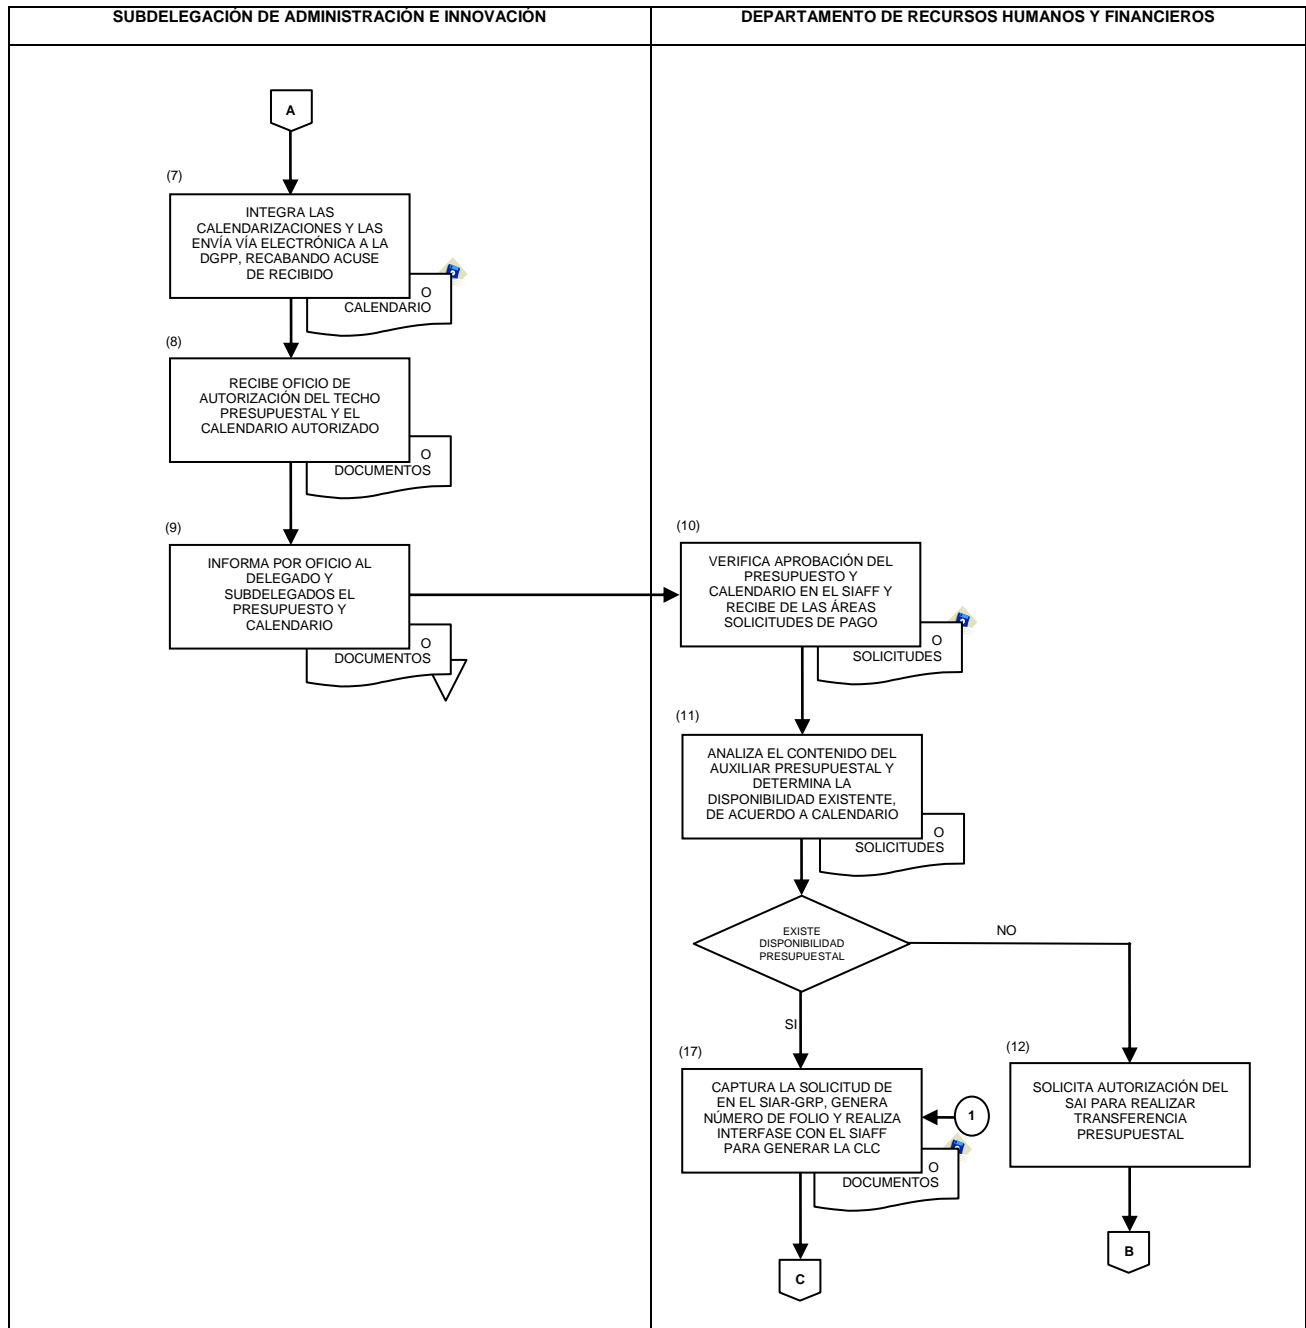 SUBDELEGACIÓN DE ADMINISTRACIÓN E INNOVACIÓN
DEPARTAMENTO DE RECURSOS HUMANOS Y FINANCIEROS
A
(7)
INTEGRA LAS
CALENDARIZACIONES Y LAS
ENVÍA VÍA ELECTRÓNICA A LA
DGPP, RECABANDO ACUSE
DE RECIBIDO
O
CALENDARIO
(8)
RECIBE OFICIO DE
AUTORIZACIÓN DEL TECHO
PRESUPUESTAL Y EL
CALENDARIO AUTORIZADO
O
DOCUMENTOS
(9)
INFORMA POR OFICIO AL
DELEGADO Y
SUBDELEGADOS EL
PRESUPUESTO Y
CALENDARIO
O
DOCUMENTOS
(10)
VERIFICA APROBACIÓN DEL
PRESUPUESTO Y
CALENDARIO EN EL SIAFF Y
RECIBE DE LAS ÁREAS
SOLICITUDES DE PAGO
O
SOLICITUDES
(11)
ANALIZA EL CONTENIDO DEL
AUXILIAR PRESUPUESTAL Y
DETERMINA LA
DISPONIBILIDAD EXISTENTE,
DE ACUERDO A CALENDARIO
O
SOLICITUDES
EXISTE
DISPONIBILIDAD
PRESUPUESTAL
NO
SI
(17)
CAPTURA LA SOLICITUD DE
EN EL SIAR-GRP, GENERA
NÚMERO DE FOLIO Y REALIZA
INTERFASE CON EL SIAFF
PARA GENERAR LA CLC
1
O
DOCUMENTOS
C
(12)
SOLICITA AUTORIZACIÓN DEL
SAI PARA REALIZAR
TRANSFERENCIA
PRESUPUESTAL
B